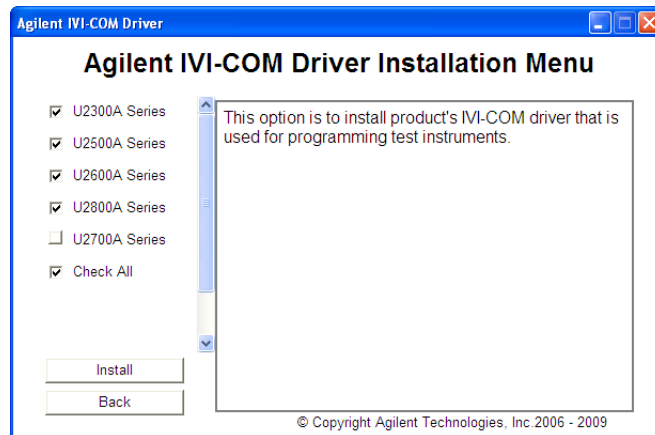 Agilent IVI-COM Driver
Agilent IVI-COM Driver Installation Menu
U2300A Series
U2500A Series
U2600A Series
U2800A Series
U2700A Series
Check All
This option is to install product's IVI-COM driver that is
used for programming test instruments.
Install
Back
© Copyright Agilent Technologies, Inc.2006 - 2009